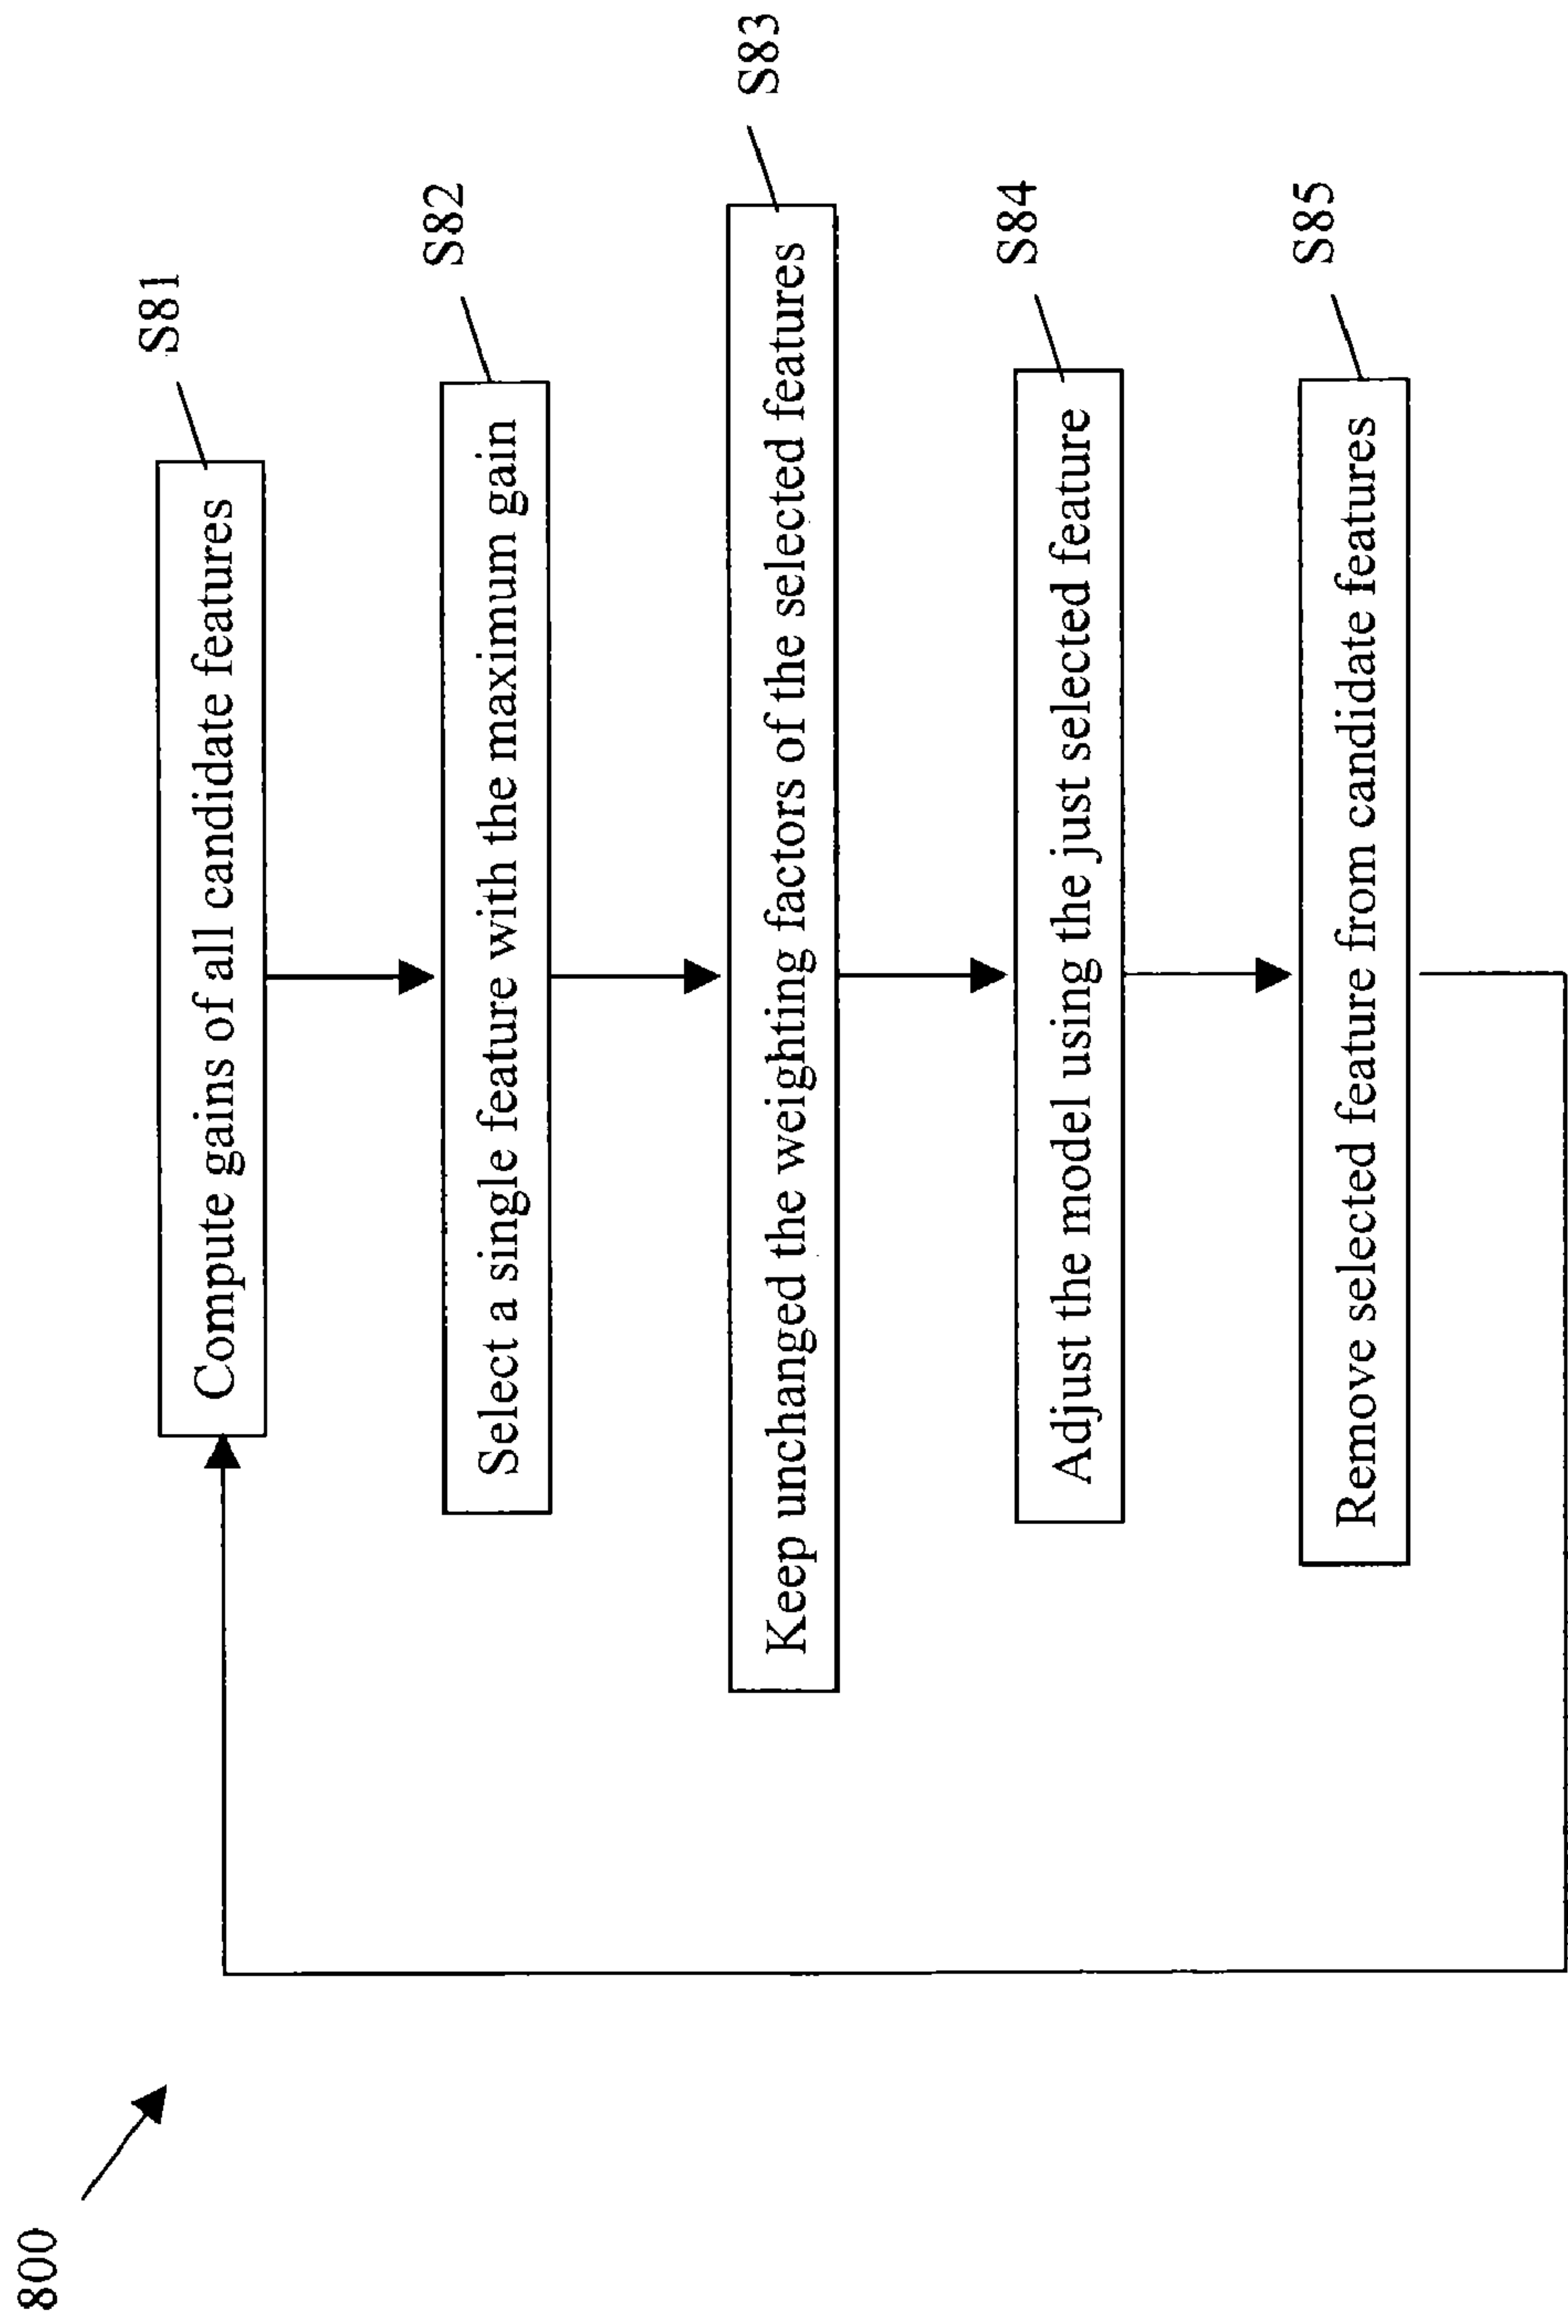 800
Compute gains of all candidate features
S81
Select a single feature with the maximum gain
S82
Keep unchanged the weighting factors of the selected features
S83
Adjust the model using the just selected feature
S84
Remove selected feature from candidate features
S85